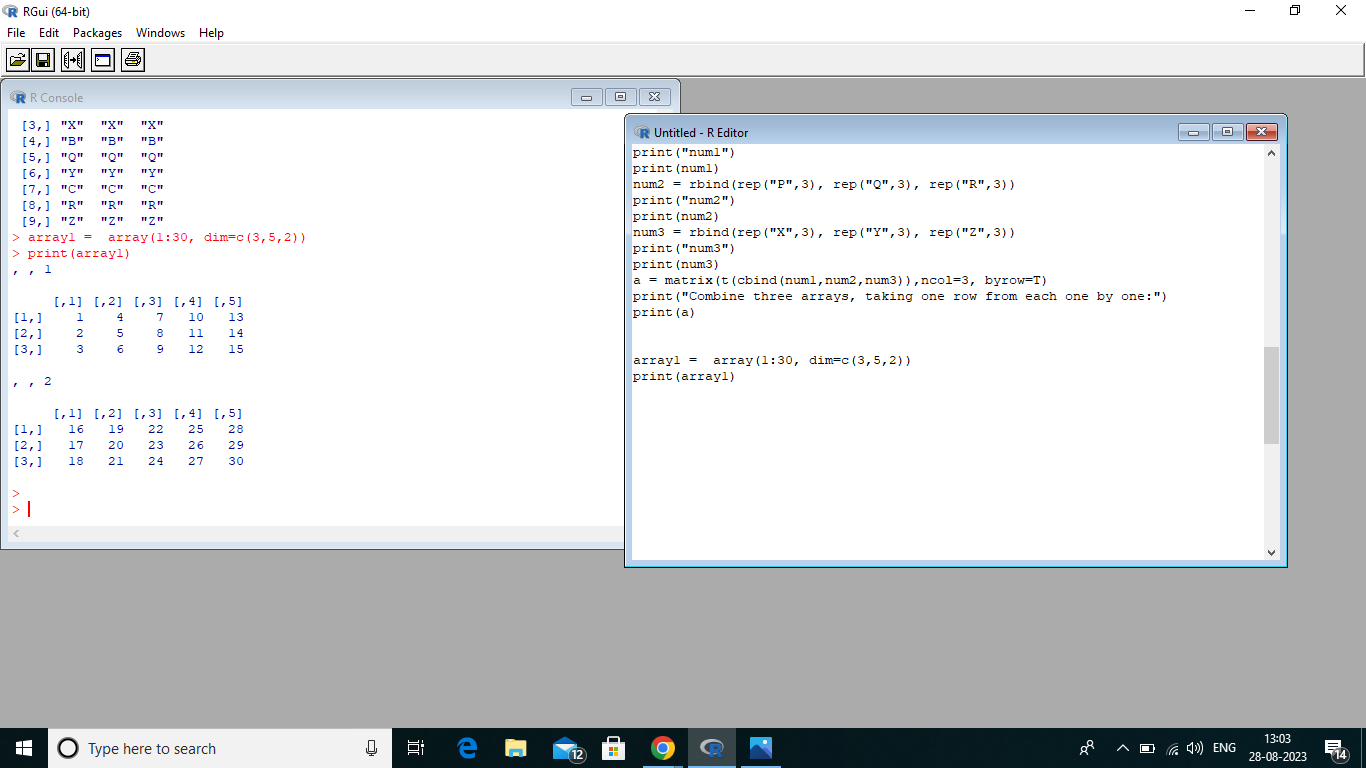 RGui (64-bit)
File Edit Packages Windows Help
R Console
[3,] "X" "X" "X"
[4,] "B" "B" "B"
[5,] "Q" "Q" "Q"
[6,] "Y" "Y" "Y"
[7,] "C" "C" "C"
[8,] "R" "R" "R"
[9,] "Z" "Z" "Z"
> array1 =  array(1:30, dim=c(3,5,2))
> print(array1)
, , 1
[,1] [,2] [,3] [,4] [,5]
[1,] 1 4 7 10 13
[2,] 2 5 8 11 14
[3,] 3 6 9 12 15
, , 2
[,1] [,2] [,3] [,4] [,5]
[1,] 16 19 22 25 28
[2,] 17 20 23 26 29
[3,] 18 21 24 27 30
>
>
Untitled - R Editor
print("num1")
print(num1)
num2 = rbind(rep("P",3), rep("Q",3), rep("R",3))
print("num2")
print(num2)
num3 = rbind(rep("X",3), rep("Y",3), rep("Z",3))
print("num3")
print(num3)
a = matrix(t(cbind(num1,num2,num3)),ncol=3, byrow=T)
print("Combine three arrays, taking one row from each one by one:")
print(a)
array1 =  array(1:30, dim=c(3,5,2))
print(array1)
Type here to search
12
ENG
13:03
28-08-2023
14